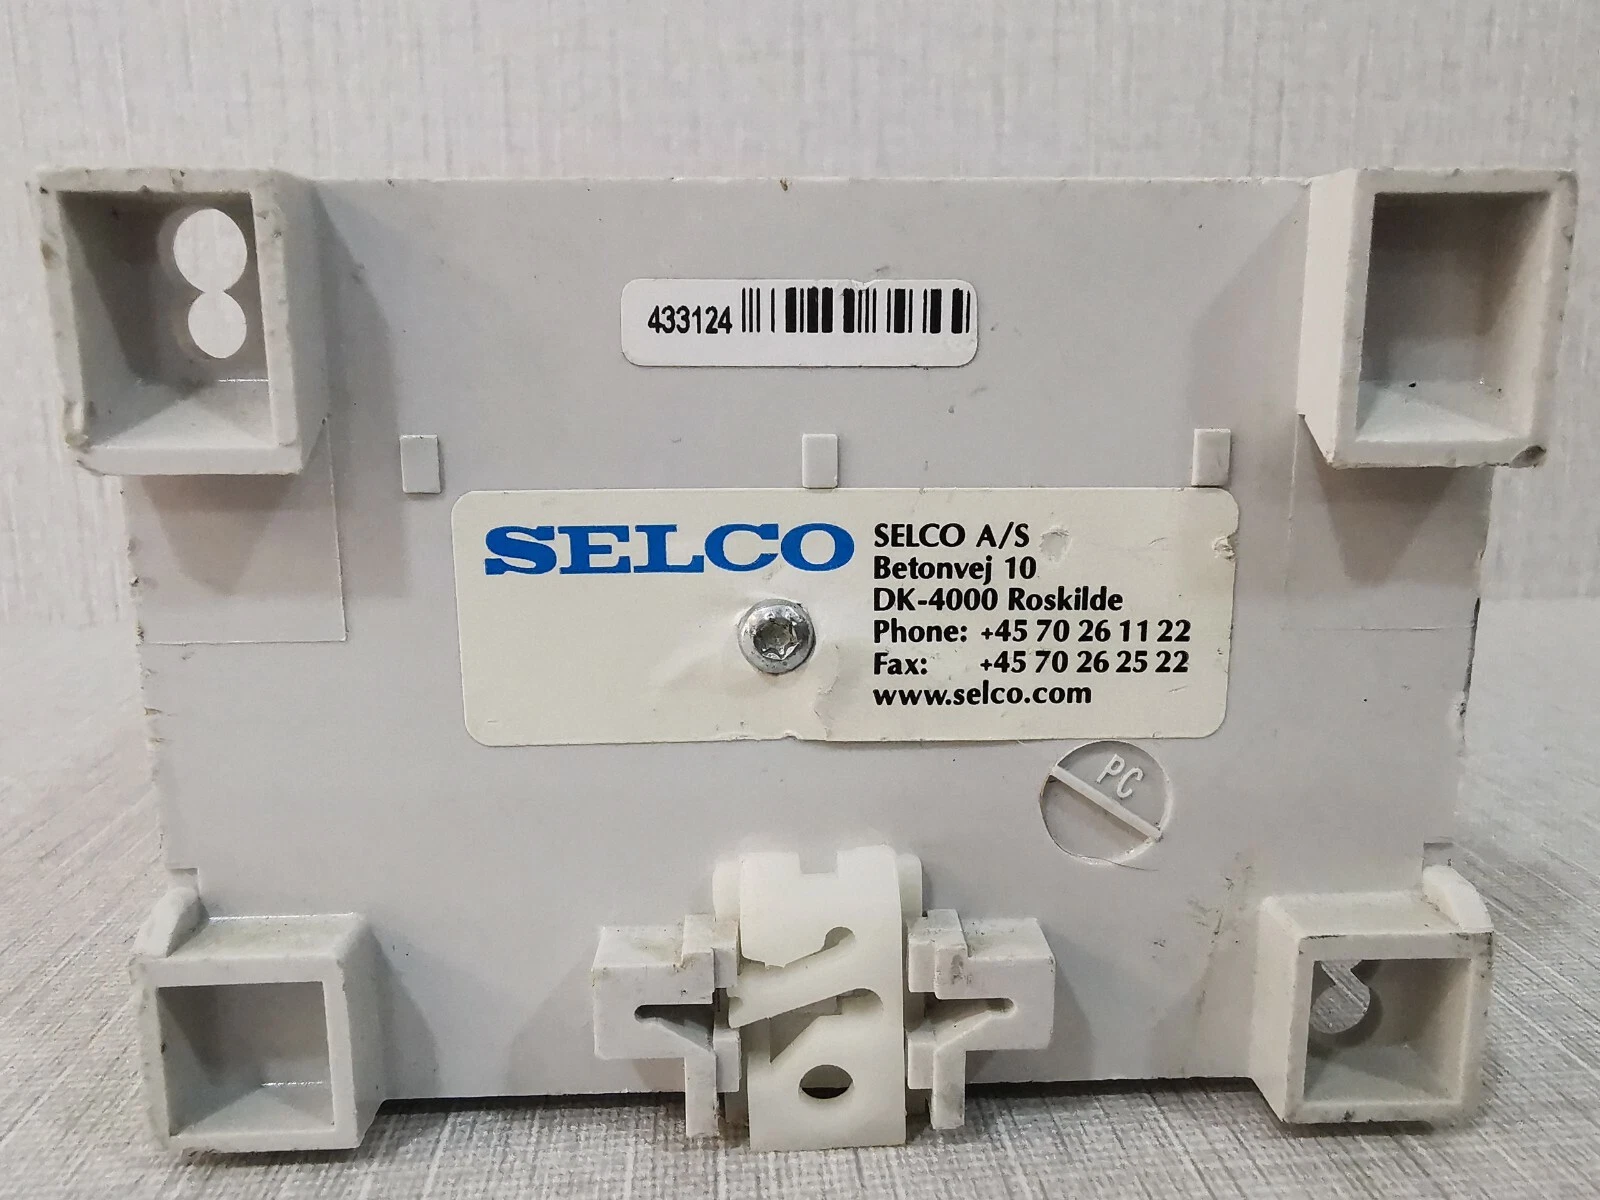 433124
SELCO
SELCO A/S
Betonvej 10
DK-4000 Roskilde
Phone: +45 70 26 11 22
Fax: +45 70 26 25 22
www.selco.com
PC